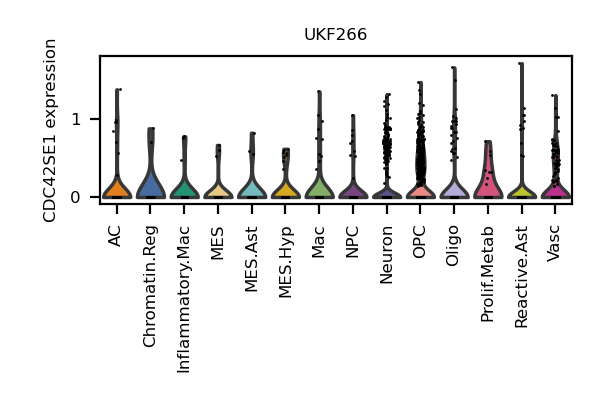 UKF266
CDC42SE1 expression
1
0
AC
Chromatin.Reg
Inflammatory.Mac
MES
MES.Ast
MES.Hyp
Mac
NPC
Neuron
OPC
Oligo
Prolif.Metab
Reactive.Ast
Vasc